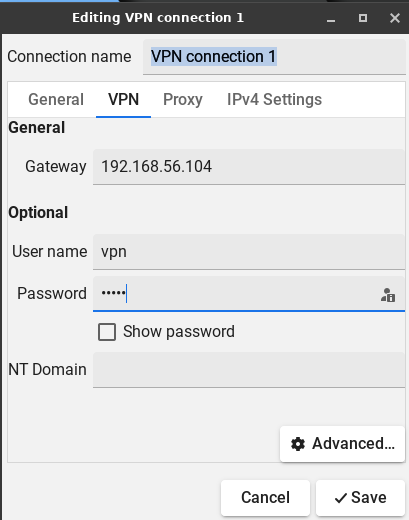 Editing VPN connection 1
Connection name VPN connection 1
General VPN Proxy IPv4 Settings
General
Gateway 192.168.56.104
Optional
User name vpn
Password •••••
Show password
NT Domain
Advanced...
Cancel Save